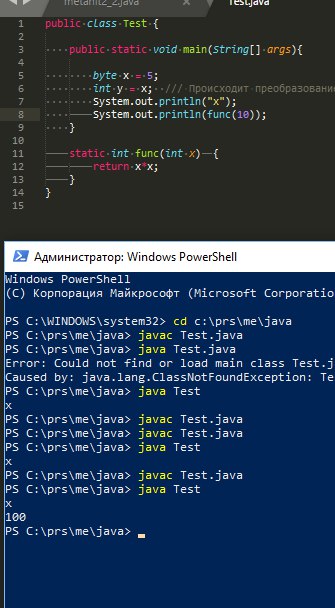 metanit2_2.java × Test.java
1 public class Test {
2
3 public static void main(String[] args){
4
5 byte x = 5;
6 int y = x; /// Происходит преобразовани
7 System.out.println("x");
8 System.out.println(func(10));
9 }
10
11 static int func(int x) {
12 return x*x;
13 }
14 }
15
Администратор: Windows PowerShell
Windows PowerShell
(C) Корпорация Майкрософт (Microsoft Corporatio
PS C:\WINDOWS\system32> cd c:\prs\me\java
PS C:\prs\me\java> javac Test.java
PS C:\prs\me\java> java Test.java
Error: Could not find or load main class Test.j
Caused by: java.lang.ClassNotFoundException: Te
PS C:\prs\me\java> java Test
x
PS C:\prs\me\java> javac Test.java
PS C:\prs\me\java> javac Test.java
PS C:\prs\me\java> java Test
x
PS C:\prs\me\java> javac Test.java
PS C:\prs\me\java> java Test
x
100
PS C:\prs\me\java>